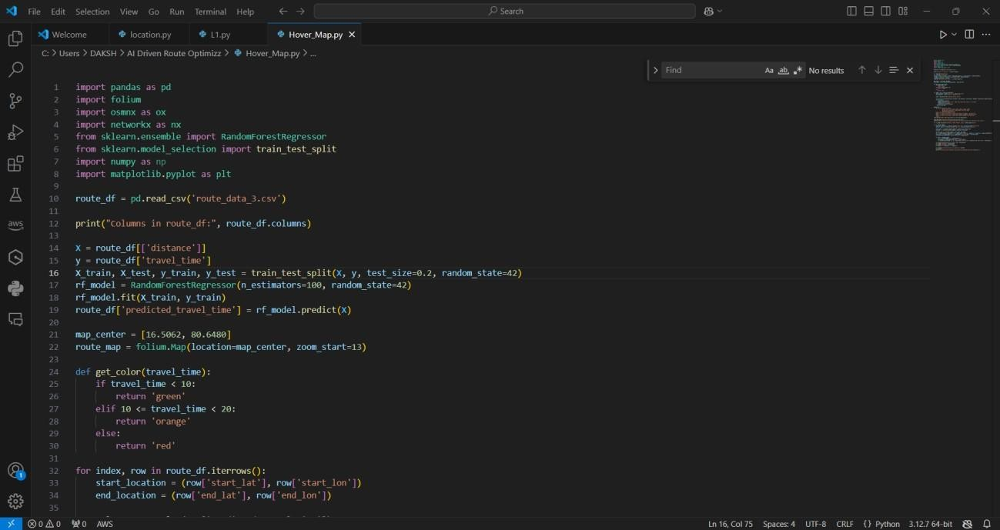 File Edit Selection View Go Run Terminal Help Search
Welcome location.py L1.py Hover_Map.py
C: > Users > DAKSH > AI Driven Route Optimizz > Hover_Map.py > ...
Find Aa ab No results
1 import pandas as pd
2 import folium
3 import osmnx as ox
4 import networkx as nx
5 from sklearn.ensemble import RandomForestRegressor
6 from sklearn.model_selection import train_test_split
7 import numpy as np
8 import matplotlib.pyplot as plt
9
10 route_df = pd.read_csv('route_data_3.csv')
11
12 print("Columns in route_df:", route_df.columns)
13
14 X = route_df[['distance']]
15 y = route_df['travel_time']
16 X_train, X_test, y_train, y_test = train_test_split(X, y, test_size=0.2, random_state=42)
17 rf_model = RandomForestRegressor(n_estimators=100, random_state=42)
18 rf_model.fit(X_train, y_train)
19 route_df['predicted_travel_time'] = rf_model.predict(X)
20
21 map_center = [16.5062, 80.6480]
22 route_map = folium.Map(location=map_center, zoom_start=13)
23
24 def get_color(travel_time):
25     if travel_time < 10:
26         return 'green'
27     elif 10 <= travel_time < 20:
28         return 'orange'
29     else:
30         return 'red'
31
32 for index, row in route_df.iterrows():
33     start_location = (row['start_lat'], row['start_lon'])
34     end_location = (row['end_lat'], row['end_lon'])
35
aws
1
0 0 0 AWS Ln 16, Col 75 Spaces: 4 UTF-8 CRLF {} Python 3.12.7 64-bit